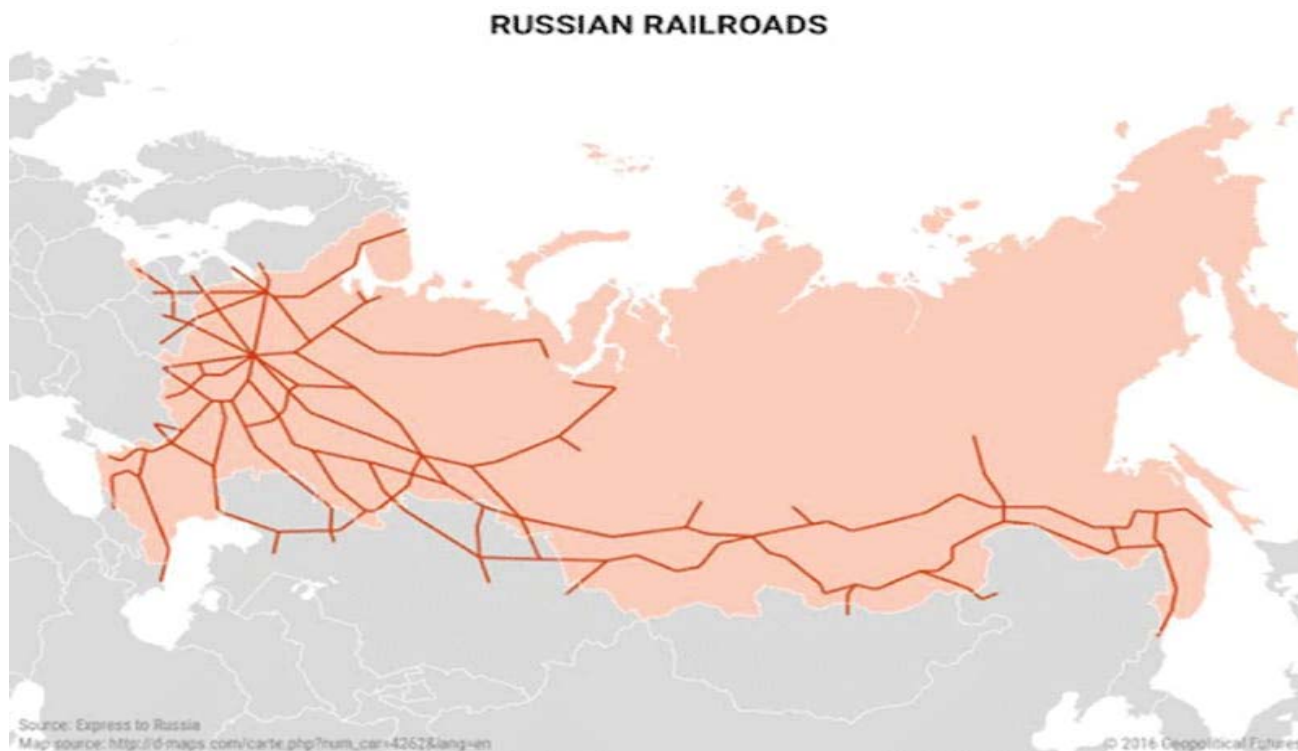 RUSSIAN RAILROADS
Source: Express to Russia
Map source: http://d-maps.com/carte.php?num_car=4262&lang=en
© 2016 Geopolitical Futures